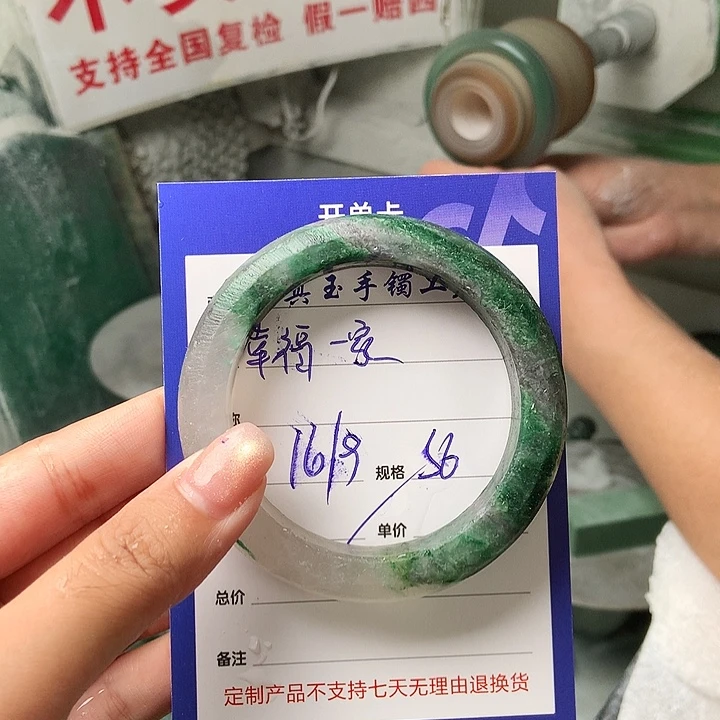 支持全国复检 假一赔四
开单卡
玉手镯
幸福一家
1619 规格 56
单价
总价
备注
定制产品不支持七天无理由退换货